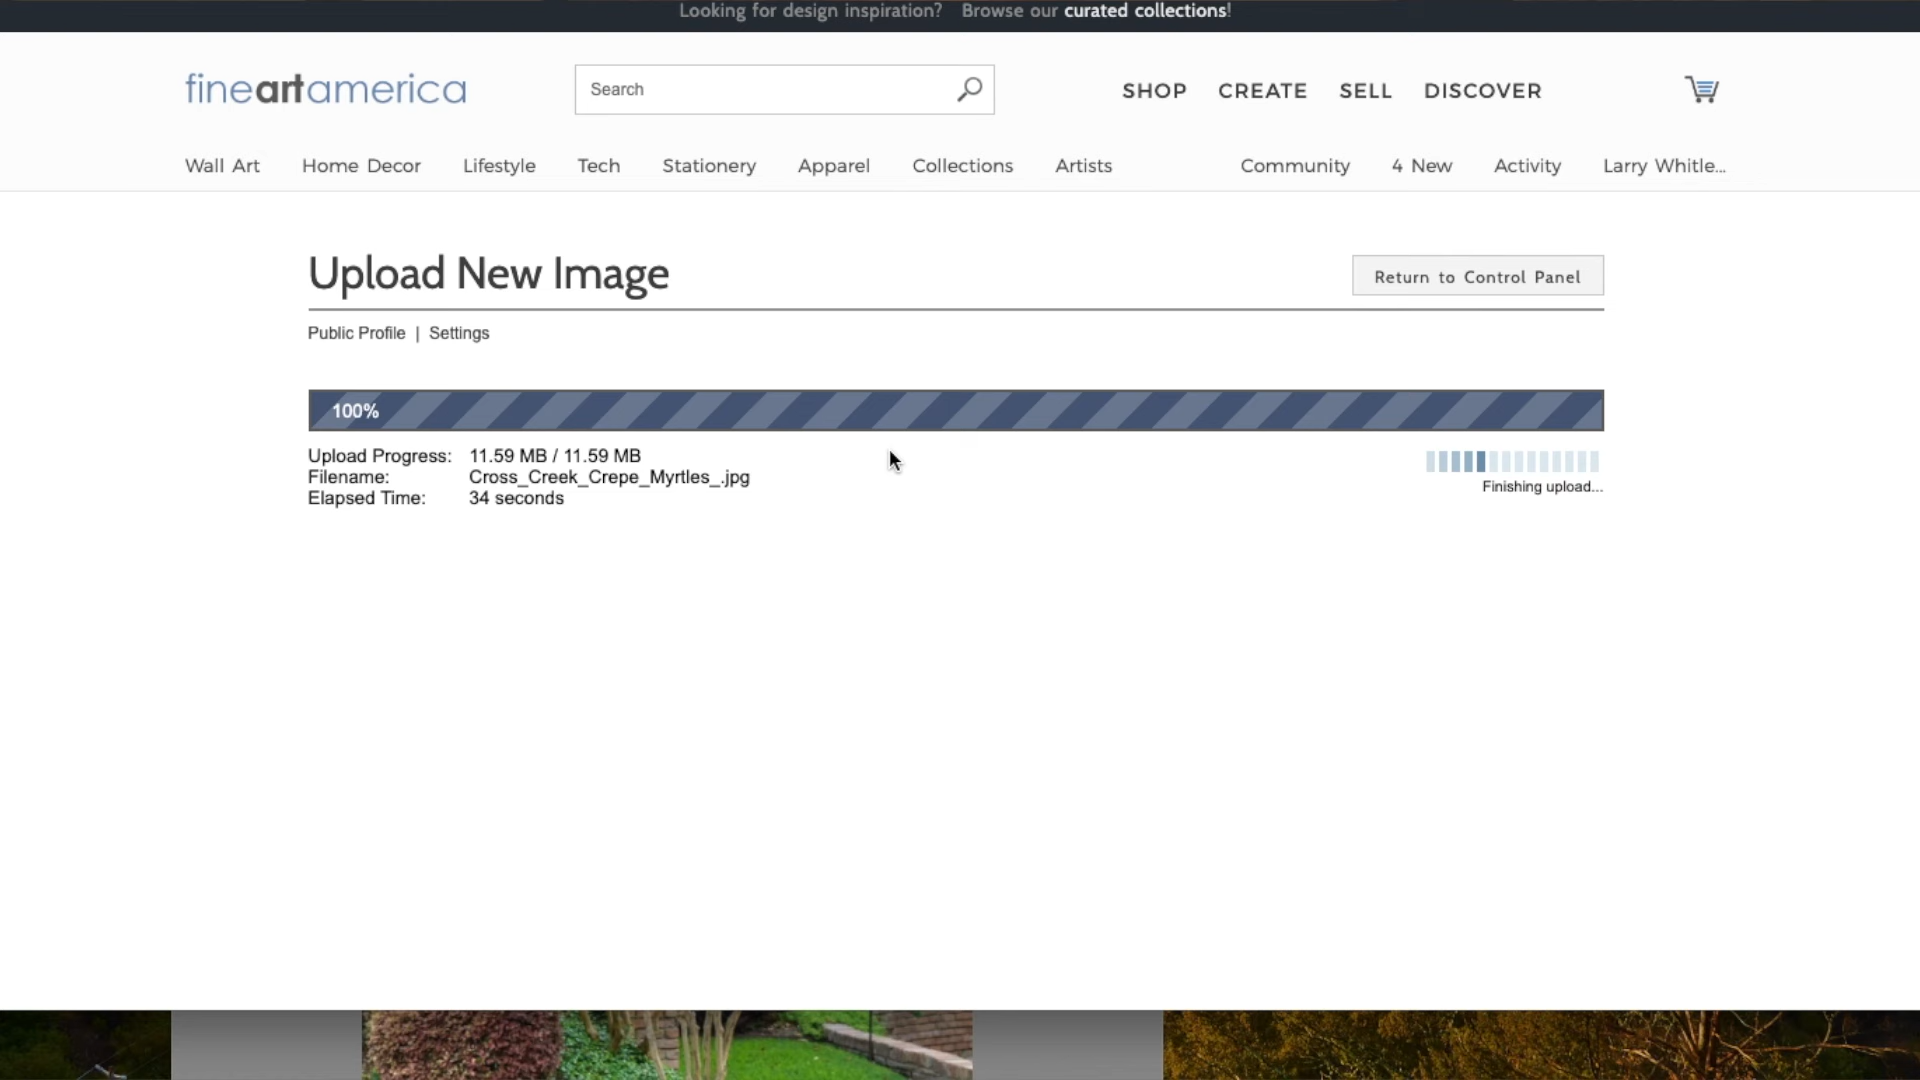 Looking for design inspiration? Browse our curated collections!
fineartamerica
Search
SHOP CREATE SELL DISCOVER
Wall Art Home Decor Lifestyle Tech Stationery Apparel Collections Artists Community 4 New Activity Larry Whitle...
Upload New Image
Return to Control Panel
Public Profile | Settings
100%
Upload Progress: 11.59 MB / 11.59 MB
Filename: Cross_Creek_Crepe_Myrtles_.jpg
Elapsed Time: 34 seconds
Finishing upload...